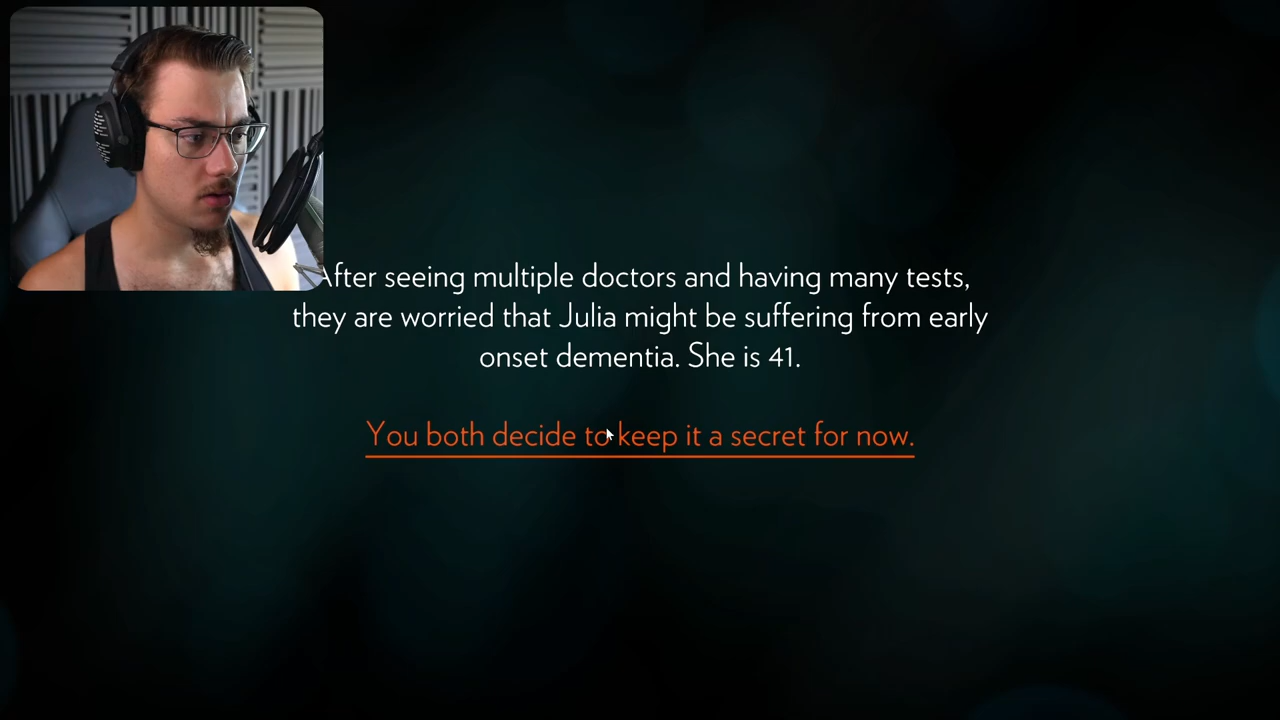 After seeing multiple doctors and having many tests,
they are worried that Julia might be suffering from early
onset dementia. She is 41.
You both decide to keep it a secret for now.